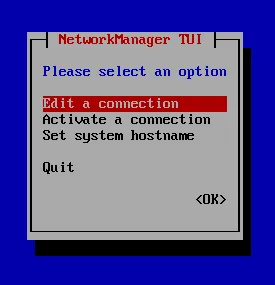 NetworkManager TUI
Please select an option
Edit a connection
Activate a connection
Set system hostname
Quit
<OK>